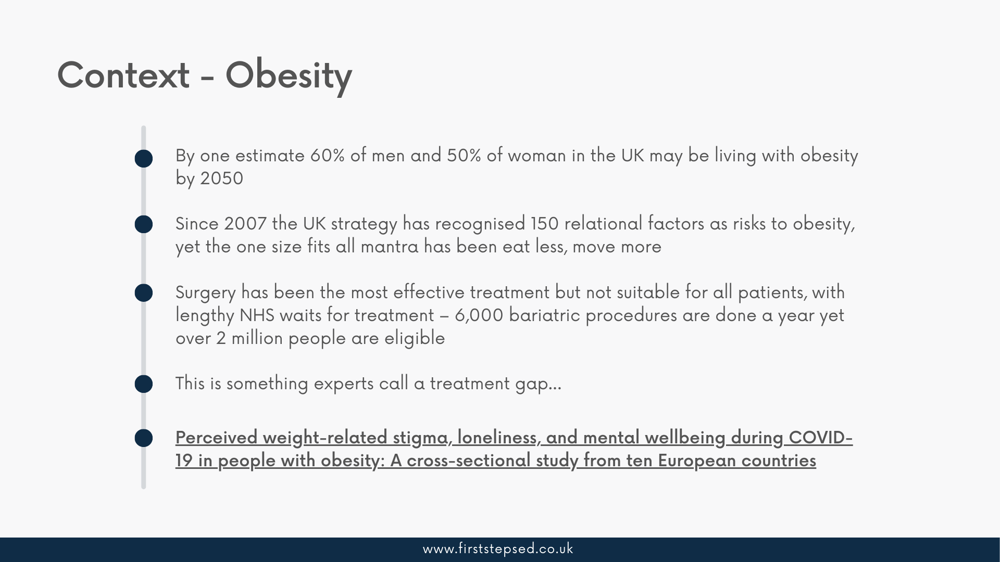 Context - Obesity
By one estimate 60% of men and 50% of woman in the UK may be living with obesity
by 2050
Since 2007 the UK strategy has recognised 150 relational factors as risks to obesity,
yet the one size fits all mantra has been eat less, move more
Surgery has been the most effective treatment but not suitable for all patients, with
lengthy NHS waits for treatment – 6,000 bariatric procedures are done a year yet
over 2 million people are eligible
This is something experts call a treatment gap...
Perceived weight-related stigma, loneliness, and mental wellbeing during COVID-
19 in people with obesity: A cross-sectional study from ten European countries
www.firststepsed.co.uk